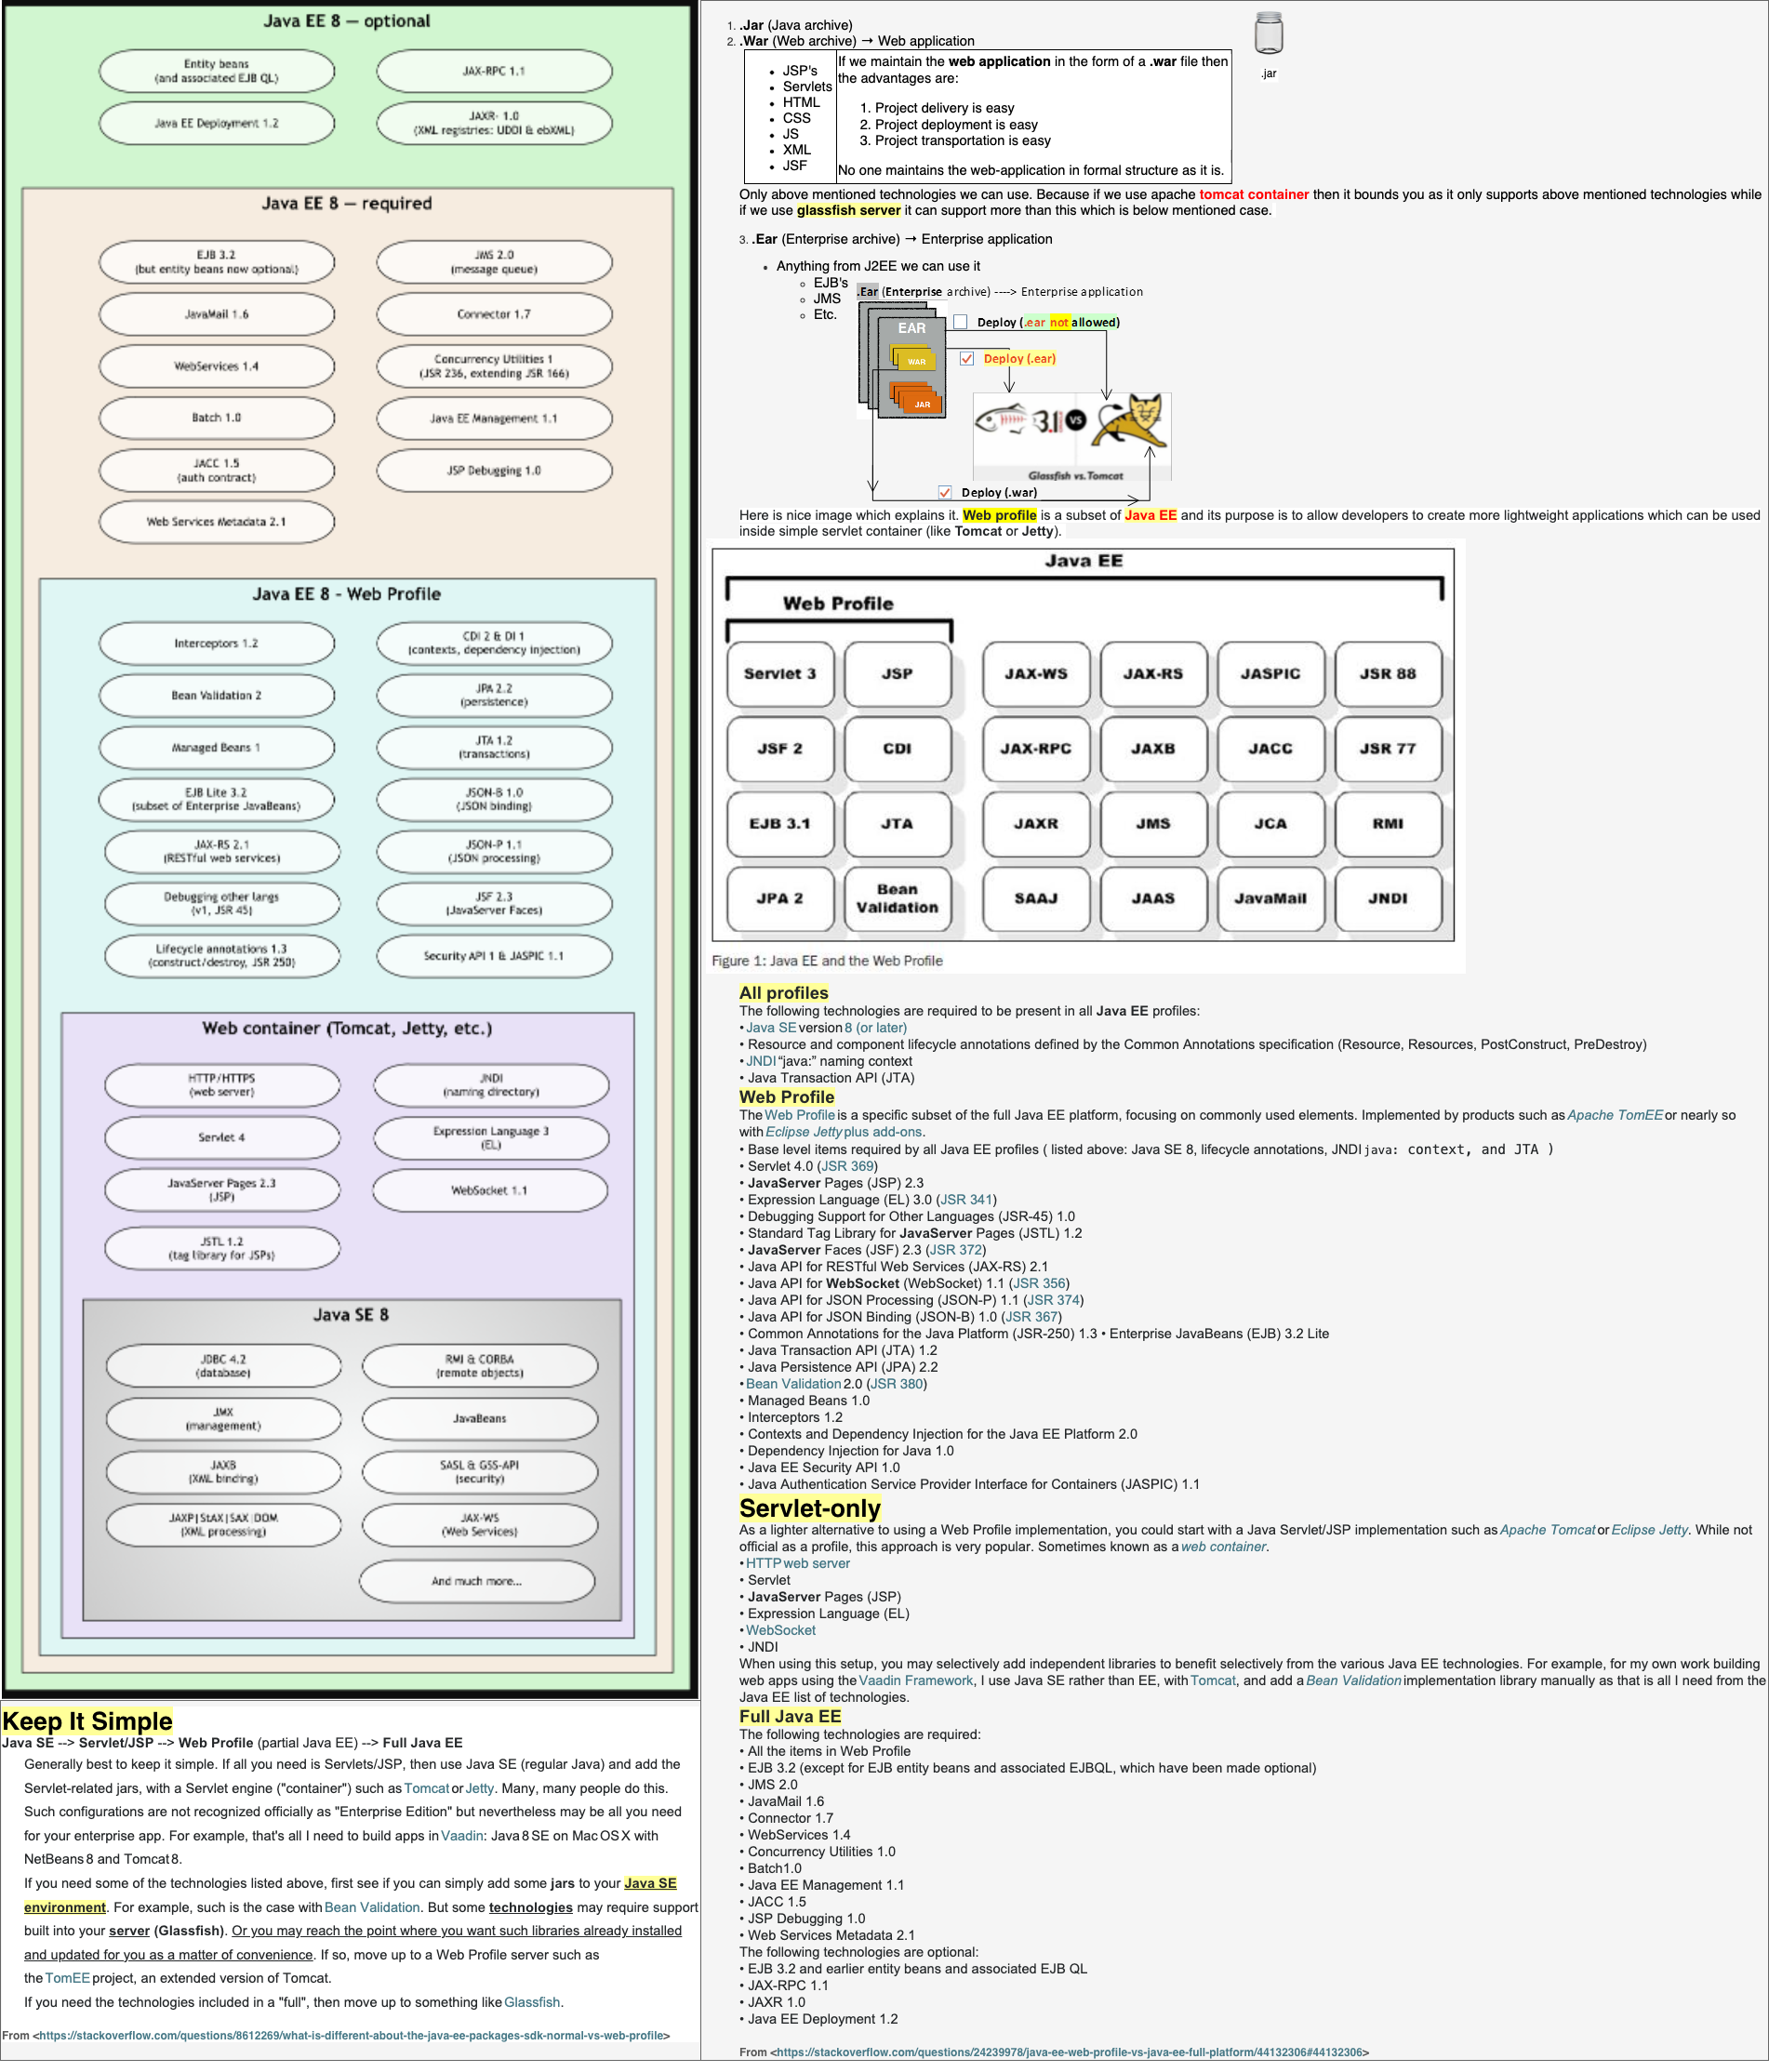 Java EE 8 — optional
Entity beans
(and associated EJB QL)
JAX-RPC 1.1
Java EE Deployment 1.2
JAXR- 1.0
(XML registries: UDDI & ebXML)
Java EE 8 — required
EJB 3.2
(but entity beans now optional)
JMS 2.0
(message queue)
JavaMail 1.6
Connector 1.7
WebServices 1.4
Concurrency Utilities 1
(JSR 236, extending JSR 166)
Batch 1.0
Java EE Management 1.1
JACC 1.5
(auth contract)
JSP Debugging 1.0
Web Services Metadata 2.1
Java EE 8 - Web Profile
Interceptors 1.2
CDI 2 & DI 1
(contexts, dependency injection)
Bean Validation 2
JPA 2.2
(persistence)
Managed Beans 1
JTA 1.2
(transactions)
EJB Lite 3.2
(subset of Enterprise JavaBeans)
JSON-B 1.0
(JSON binding)
JAX-RS 2.1
(RESTful web services)
JSON-P 1.1
(JSON processing)
Debugging other langs
(v1, JSR 45)
JSF 2.3
(JavaServer Faces)
Lifecycle annotations 1.3
(construct/destroy, JSR 250)
Security API 1 & JASPIC 1.1
Web container (Tomcat, Jetty, etc.)
HTTP/HTTPS
(web server)
JNDI
(naming directory)
Servlet 4
Expression Language 3
(EL)
JavaServer Pages 2.3
(JSP)
WebSocket 1.1
JSTL 1.2
(tag library for JSPs)
Java SE 8
JDBC 4.2
(database)
RMI & CORBA
(remote objects)
JMX
(management)
JavaBeans
JAXB
(XML binding)
SASL & GSS-API
(security)
JAXP|StAX|SAX|DOM
(XML processing)
JAX-WS
(Web Services)
And much more...
Keep It Simple
Java SE --> Servlet/JSP --> Web Profile (partial Java EE) --> Full Java EE
Generally best to keep it simple. If all you need is Servlets/JSP, then use Java SE (regular Java) and add the
Servlet-related jars, with a Servlet engine ("container") such as Tomcat or Jetty. Many, many people do this.
Such configurations are not recognized officially as "Enterprise Edition" but nevertheless may be all you need
for your enterprise app. For example, that's all I need to build apps in Vaadin: Java 8 SE on Mac OS X with
NetBeans 8 and Tomcat 8.
If you need some of the technologies listed above, first see if you can simply add some jars to your Java SE
environment. For example, such is the case with Bean Validation. But some technologies may require support
built into your server (Glassfish). Or you may reach the point where you want such libraries already installed
and updated for you as a matter of convenience. If so, move up to a Web Profile server such as
the TomEE project, an extended version of Tomcat.
If you need the technologies included in a "full", then move up to something like Glassfish.
From <https://stackoverflow.com/questions/8612269/what-is-different-about-the-java-ee-packages-sdk-normal-vs-web-profile>
1. .Jar (Java archive)
2. .War (Web archive) → Web application
.jar
• JSP's
• Servlets
• HTML
• CSS
• JS
• XML
• JSF
If we maintain the web application in the form of a .war file then
the advantages are:
1. Project delivery is easy
2. Project deployment is easy
3. Project transportation is easy
No one maintains the web-application in formal structure as it is.
Only above mentioned technologies we can use. Because if we use apache tomcat container then it bounds you as it only supports above mentioned technologies while
if we use glassfish server it can support more than this which is below mentioned case.
3. .Ear (Enterprise archive) → Enterprise application
• Anything from J2EE we can use it
○ EJB's
○ JMS
○ Etc.
.Ear (Enterprise archive) ----> Enterprise application
EAR
WAR
JAR
Deploy (.ear not allowed)
Deploy (.ear)
3.1 VS
Glassfish vs. Tomcat
Deploy (.war)
Here is nice image which explains it. Web profile is a subset of Java EE and its purpose is to allow developers to create more lightweight applications which can be used
inside simple servlet container (like Tomcat or Jetty).
Java EE
Web Profile
Servlet 3 JSP JAX-WS JAX-RS JASPIC JSR 88
JSF 2 CDI JAX-RPC JAXB JACC JSR 77
EJB 3.1 JTA JAXR JMS JCA RMI
JPA 2 Bean Validation SAAJ JAAS JavaMail JNDI
Figure 1: Java EE and the Web Profile
All profiles
The following technologies are required to be present in all Java EE profiles:
• Java SE version 8 (or later)
• Resource and component lifecycle annotations defined by the Common Annotations specification (Resource, Resources, PostConstruct, PreDestroy)
• JNDI “java:” naming context
• Java Transaction API (JTA)
Web Profile
The Web Profile is a specific subset of the full Java EE platform, focusing on commonly used elements. Implemented by products such as Apache TomEE or nearly so
with Eclipse Jetty plus add-ons.
• Base level items required by all Java EE profiles ( listed above: Java SE 8, lifecycle annotations, JNDI java: context, and JTA )
• Servlet 4.0 (JSR 369)
• JavaServer Pages (JSP) 2.3
• Expression Language (EL) 3.0 (JSR 341)
• Debugging Support for Other Languages (JSR-45) 1.0
• Standard Tag Library for JavaServer Pages (JSTL) 1.2
• JavaServer Faces (JSF) 2.3 (JSR 372)
• Java API for RESTful Web Services (JAX-RS) 2.1
• Java API for WebSocket (WebSocket) 1.1 (JSR 356)
• Java API for JSON Processing (JSON-P) 1.1 (JSR 374)
• Java API for JSON Binding (JSON-B) 1.0 (JSR 367)
• Common Annotations for the Java Platform (JSR-250) 1.3 • Enterprise JavaBeans (EJB) 3.2 Lite
• Java Transaction API (JTA) 1.2
• Java Persistence API (JPA) 2.2
• Bean Validation 2.0 (JSR 380)
• Managed Beans 1.0
• Interceptors 1.2
• Contexts and Dependency Injection for the Java EE Platform 2.0
• Dependency Injection for Java 1.0
• Java EE Security API 1.0
• Java Authentication Service Provider Interface for Containers (JASPIC) 1.1
Servlet-only
As a lighter alternative to using a Web Profile implementation, you could start with a Java Servlet/JSP implementation such as Apache Tomcat or Eclipse Jetty. While not
official as a profile, this approach is very popular. Sometimes known as a web container.
• HTTP web server
• Servlet
• JavaServer Pages (JSP)
• Expression Language (EL)
• WebSocket
• JNDI
When using this setup, you may selectively add independent libraries to benefit selectively from the various Java EE technologies. For example, for my own work building
web apps using the Vaadin Framework, I use Java SE rather than EE, with Tomcat, and add a Bean Validation implementation library manually as that is all I need from the
Java EE list of technologies.
Full Java EE
The following technologies are required:
• All the items in Web Profile
• EJB 3.2 (except for EJB entity beans and associated EJBQL, which have been made optional)
• JMS 2.0
• JavaMail 1.6
• Connector 1.7
• WebServices 1.4
• Concurrency Utilities 1.0
• Batch1.0
• Java EE Management 1.1
• JACC 1.5
• JSP Debugging 1.0
• Web Services Metadata 2.1
The following technologies are optional:
• EJB 3.2 and earlier entity beans and associated EJB QL
• JAX-RPC 1.1
• JAXR 1.0
• Java EE Deployment 1.2
From <https://stackoverflow.com/questions/24239978/java-ee-web-profile-vs-java-ee-full-platform/44132306#44132306>